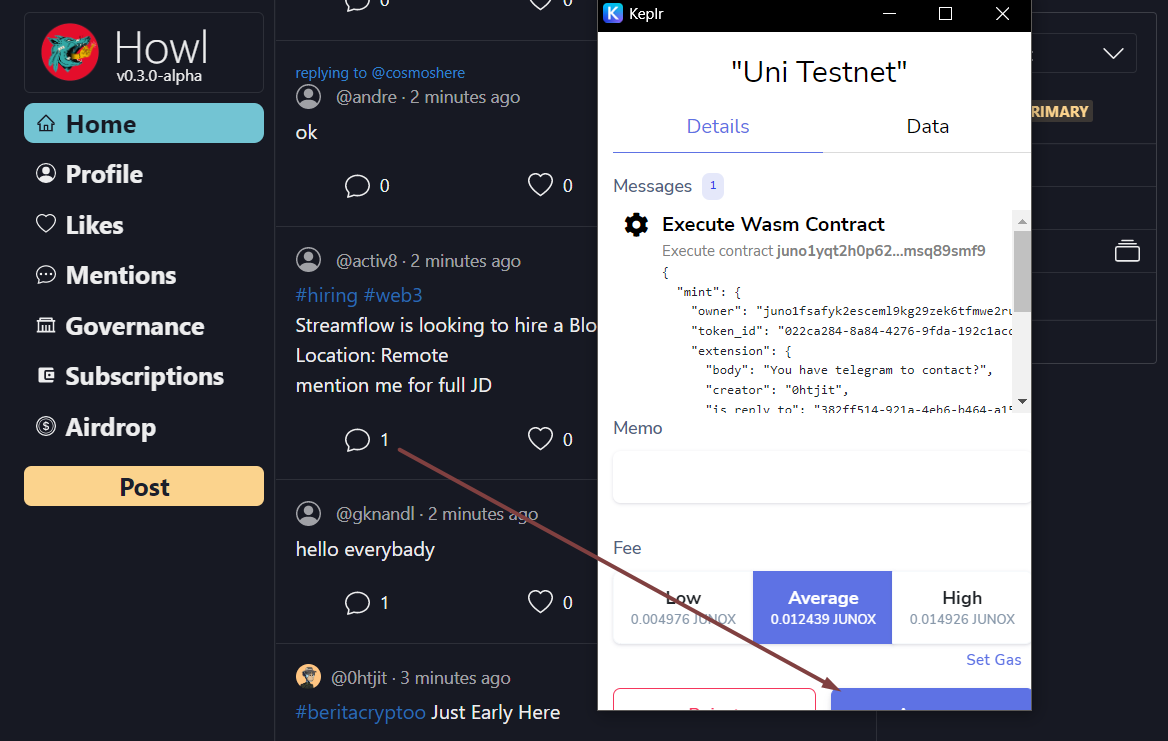 Howl
v0.3.0-alpha
Home
Profile
Likes
Mentions
Governance
Subscriptions
Airdrop
Post
0
0
replying to @cosmoshere
@andre · 2 minutes ago
ok
0
0
@activ8 · 2 minutes ago
#hiring #web3
Streamflow is looking to hire a Blo
Location: Remote
mention me for full JD
1
0
@gknandl · 2 minutes ago
hello everybady
1
0
@0htjit · 3 minutes ago
#beritacryptoo Just Early Here
Keplr
"Uni Testnet"
Details
Data
Messages 1
Execute Wasm Contract
Execute contract juno1yqt2h0p62...msq89smf9
{
"mint": {
"owner": "juno1fsafyk2esceml9kg29zek6tfmwe2ru
"token_id": "022ca284-8a84-4276-9fda-192c1acc
"extension": {
"body": "You have telegram to contact?",
"creator": "0htjit",
"is_reply_to": "382ff514-921a-4eb6-b464-a15
Memo
Fee
Low
0.004976 JUNOX
Average
0.012439 JUNOX
High
0.014926 JUNOX
Set Gas
RIMARY